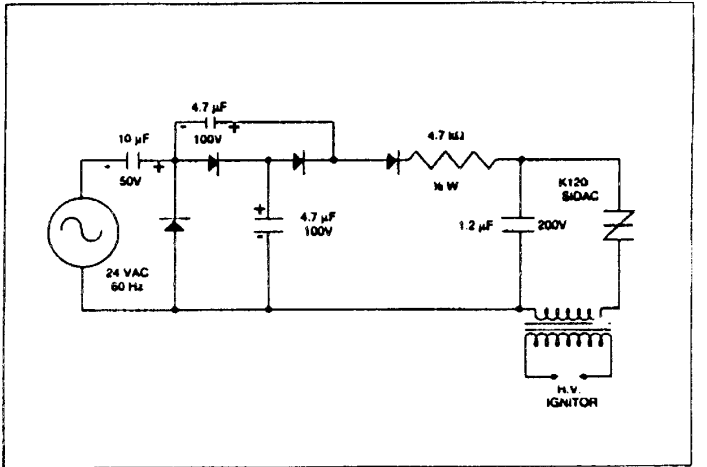 4.7 µF
100V
- +
10 µF
- +
50V
4.7 kΩ
½ W
K120
SIDAC
+
-
4.7 µF
100V
1.2 µF 200V
24 VAC
60 Hz
H.V.
IGNITOR